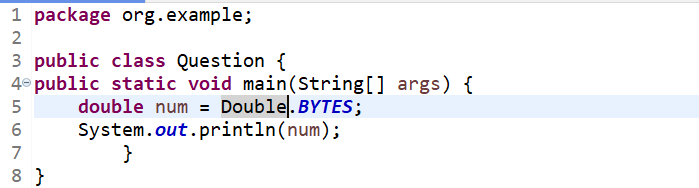 1 package org.example;
2
3 public class Question {
4 public static void main(String[] args) {
5 double num = Double.BYTES;
6 System.out.println(num);
7 }
8 }